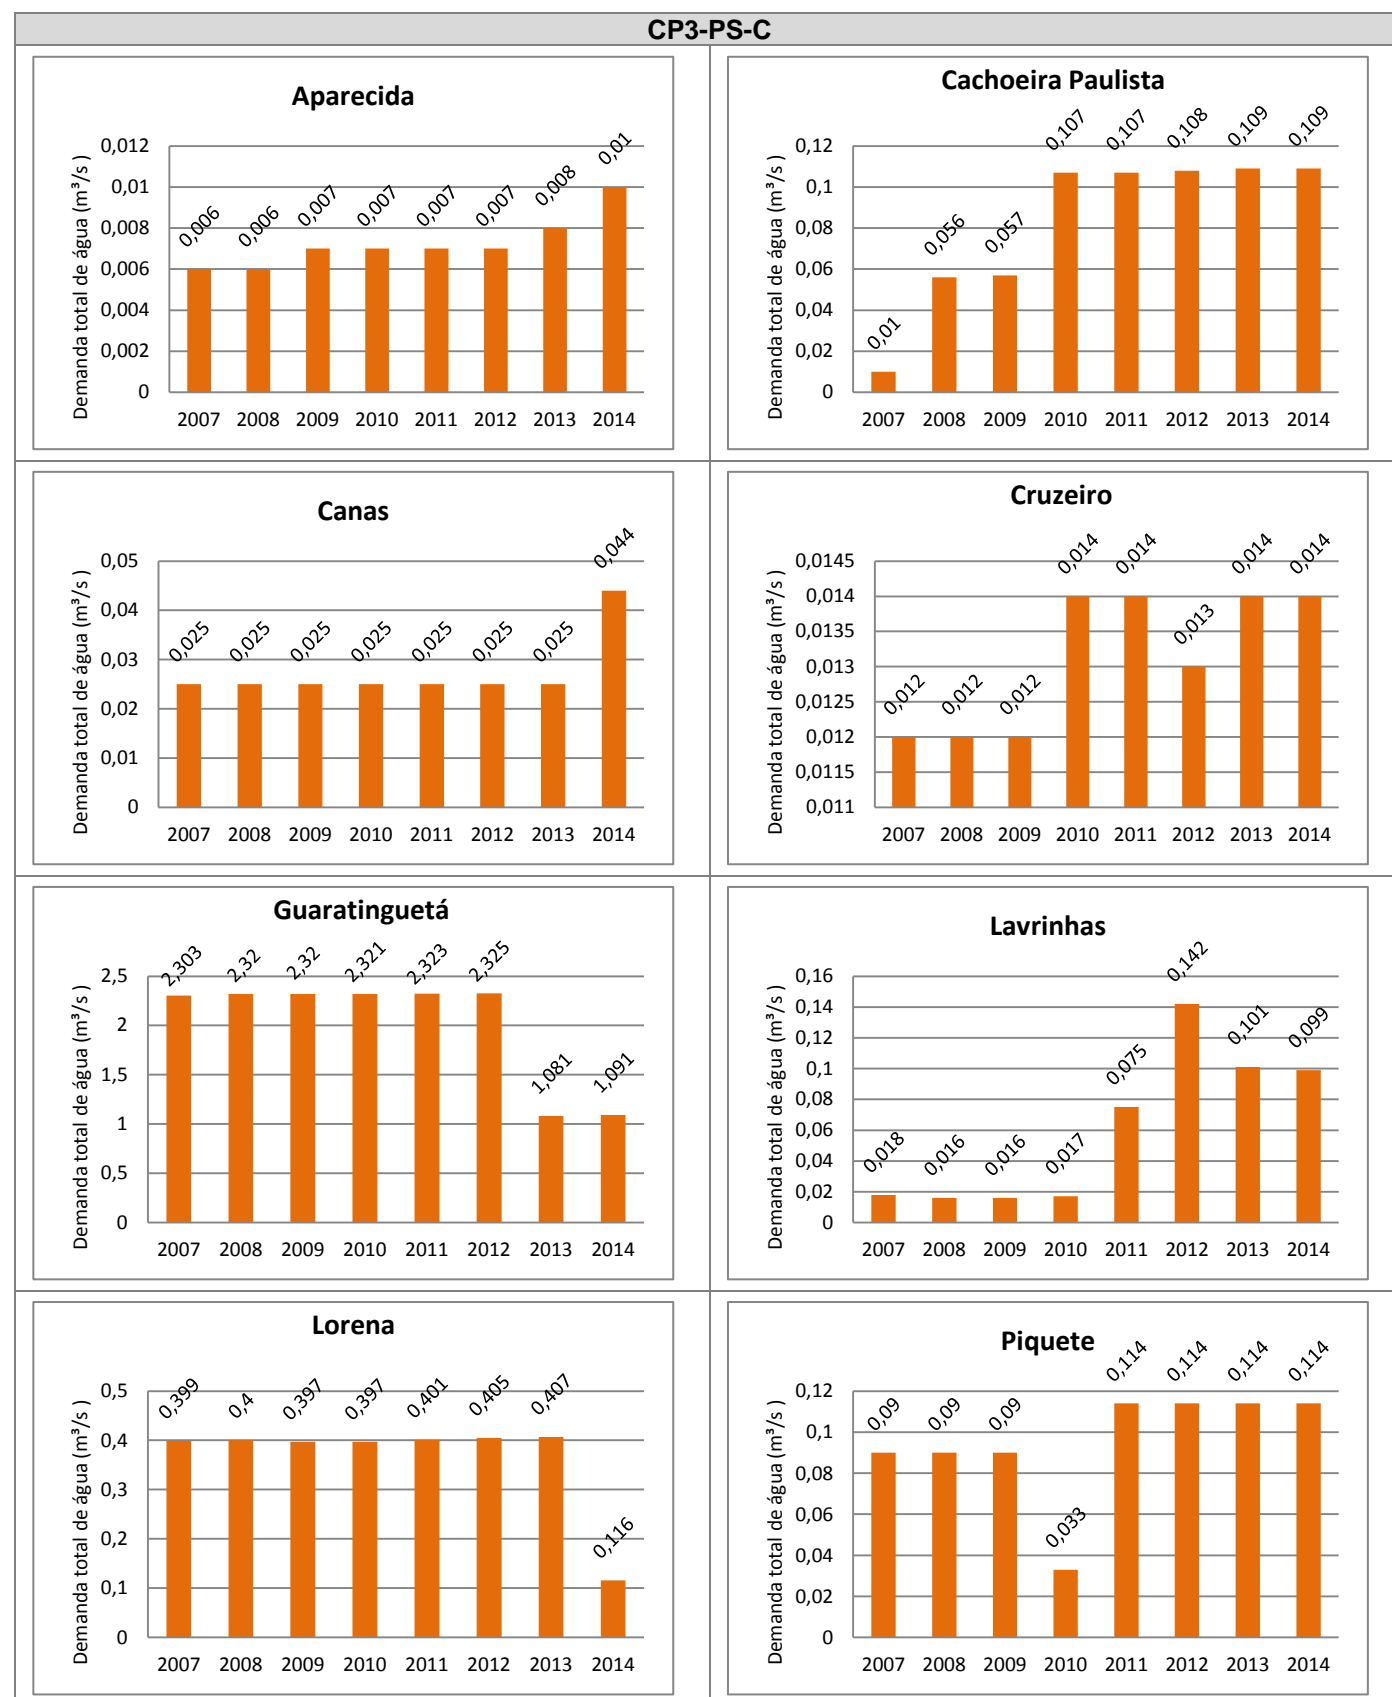 CP3-PS-C
Aparecida
Demanda total de água (m³/s )
0,012
0,01
0,008
0,006
0,004
0,002
0
0,006 0,006 0,007 0,007 0,007 0,007 0,008 0,01
2007 2008 2009 2010 2011 2012 2013 2014
Cachoeira Paulista
Demanda total de água (m³/s )
0,12
0,1
0,08
0,06
0,04
0,02
0
0,01 0,056 0,057 0,107 0,107 0,108 0,109 0,109
2007 2008 2009 2010 2011 2012 2013 2014
Canas
Demanda total de água (m³/s )
0,05
0,04
0,03
0,02
0,01
0
0,025 0,025 0,025 0,025 0,025 0,025 0,025 0,044
2007 2008 2009 2010 2011 2012 2013 2014
Cruzeiro
Demanda total de água (m³/s )
0,0145
0,014
0,0135
0,013
0,0125
0,012
0,0115
0,011
0,012 0,012 0,012 0,014 0,014 0,013 0,014 0,014
2007 2008 2009 2010 2011 2012 2013 2014
Guaratinguetá
Demanda total de água (m³/s )
2,5
2
1,5
1
0,5
0
2,303 2,32 2,32 2,321 2,323 2,325 1,081 1,091
2007 2008 2009 2010 2011 2012 2013 2014
Lavrinhas
Demanda total de água (m³/s )
0,16
0,14
0,12
0,1
0,08
0,06
0,04
0,02
0
0,018 0,016 0,016 0,017 0,075 0,142 0,101 0,099
2007 2008 2009 2010 2011 2012 2013 2014
Lorena
Demanda total de água (m³/s )
0,5
0,4
0,3
0,2
0,1
0
0,399 0,4 0,397 0,397 0,401 0,405 0,407 0,116
2007 2008 2009 2010 2011 2012 2013 2014
Piquete
Demanda total de água (m³/s )
0,12
0,1
0,08
0,06
0,04
0,02
0
0,09 0,09 0,09 0,033 0,114 0,114 0,114 0,114
2007 2008 2009 2010 2011 2012 2013 2014